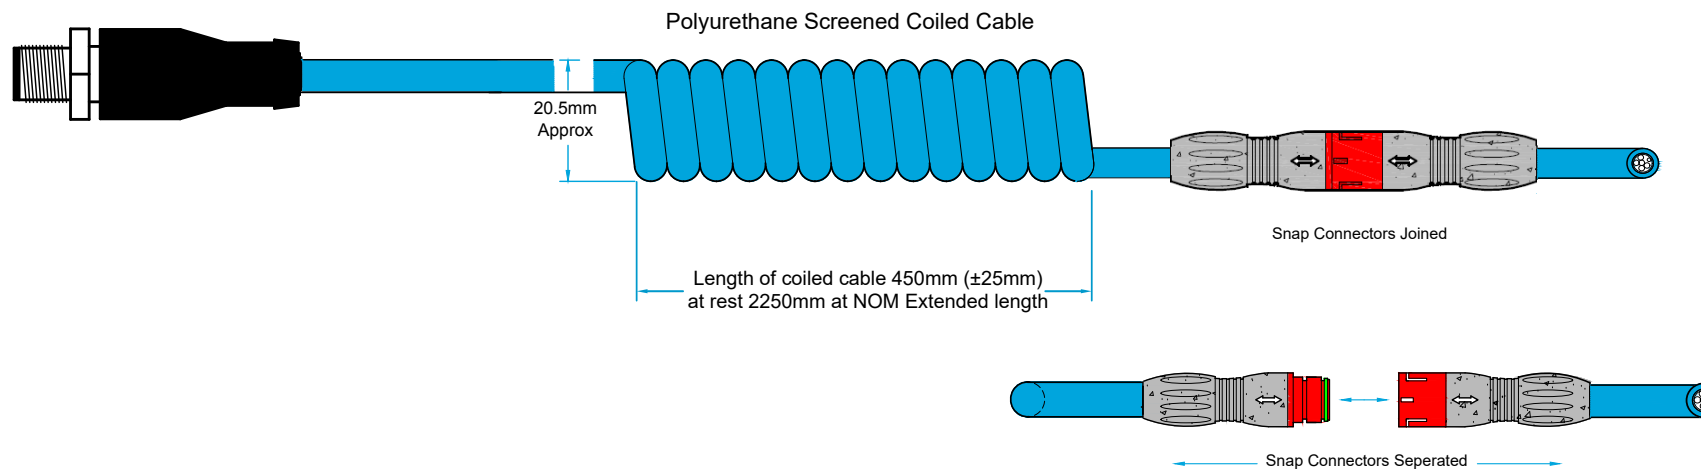 Polyurethane Screened Coiled Cable
20.5mm
Approx
Snap Connectors Joined
Length of coiled cable 450mm (±25mm)
at rest 2250mm at NOM Extended length
Snap Connectors Seperated